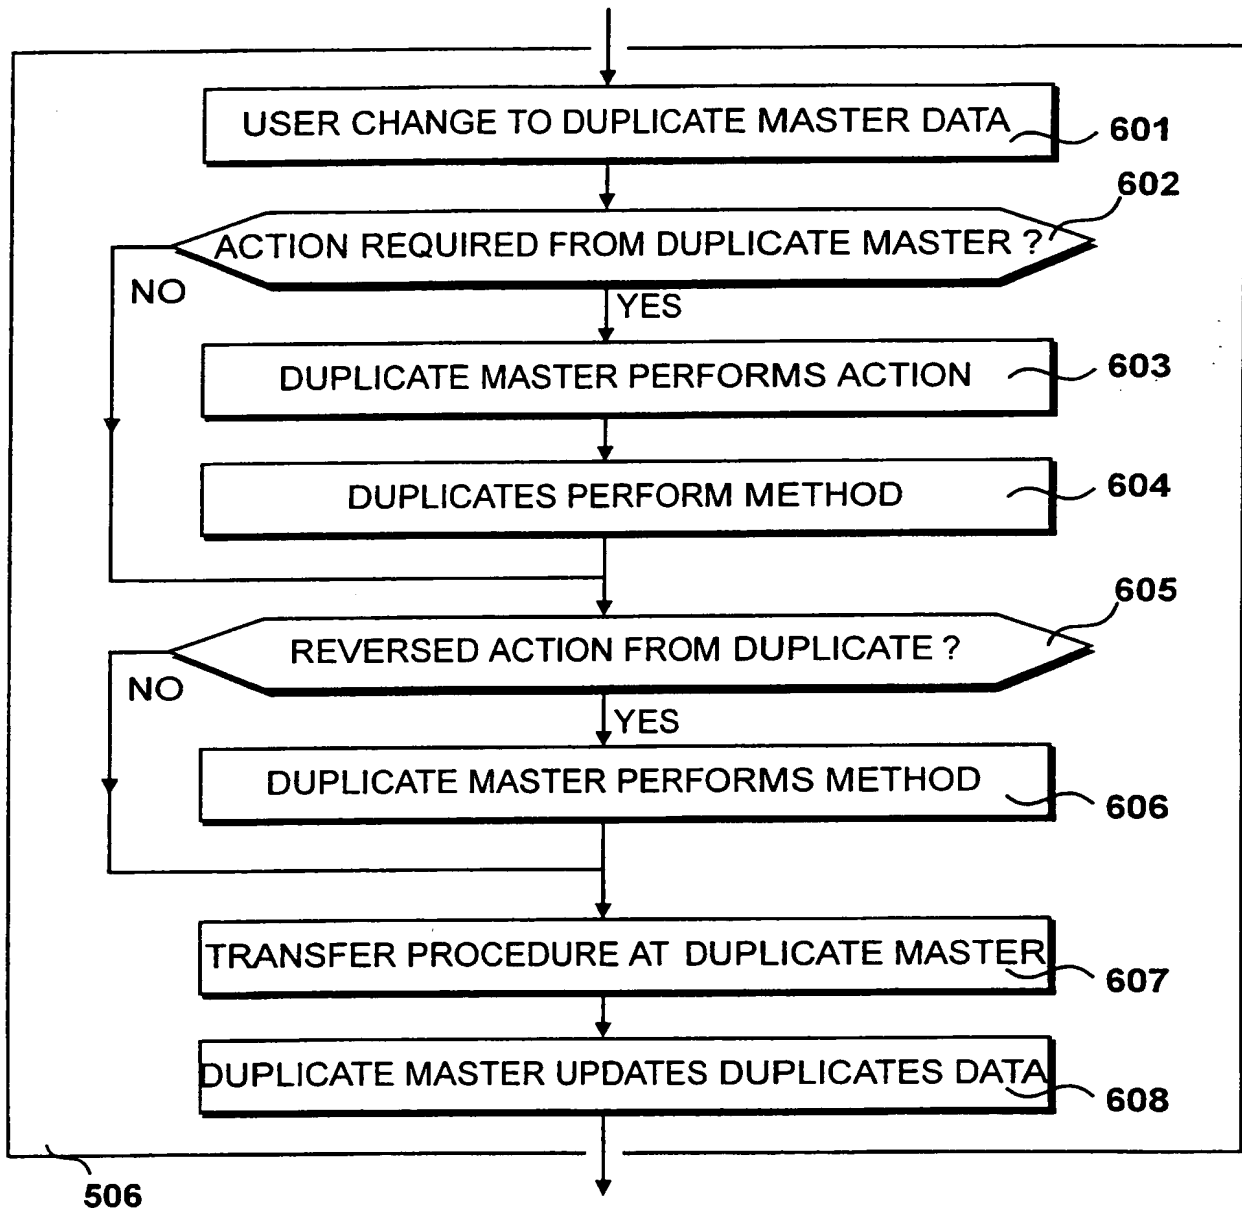 USER CHANGE TO DUPLICATE MASTER DATA
601
602
ACTION REQUIRED FROM DUPLICATE MASTER ?
NO
YES
DUPLICATE MASTER PERFORMS ACTION
603
DUPLICATES PERFORM METHOD
604
605
REVERSED ACTION FROM DUPLICATE ?
NO
YES
DUPLICATE MASTER PERFORMS METHOD
606
TRANSFER PROCEDURE AT DUPLICATE MASTER
607
DUPLICATE MASTER UPDATES DUPLICATES DATA
608
506